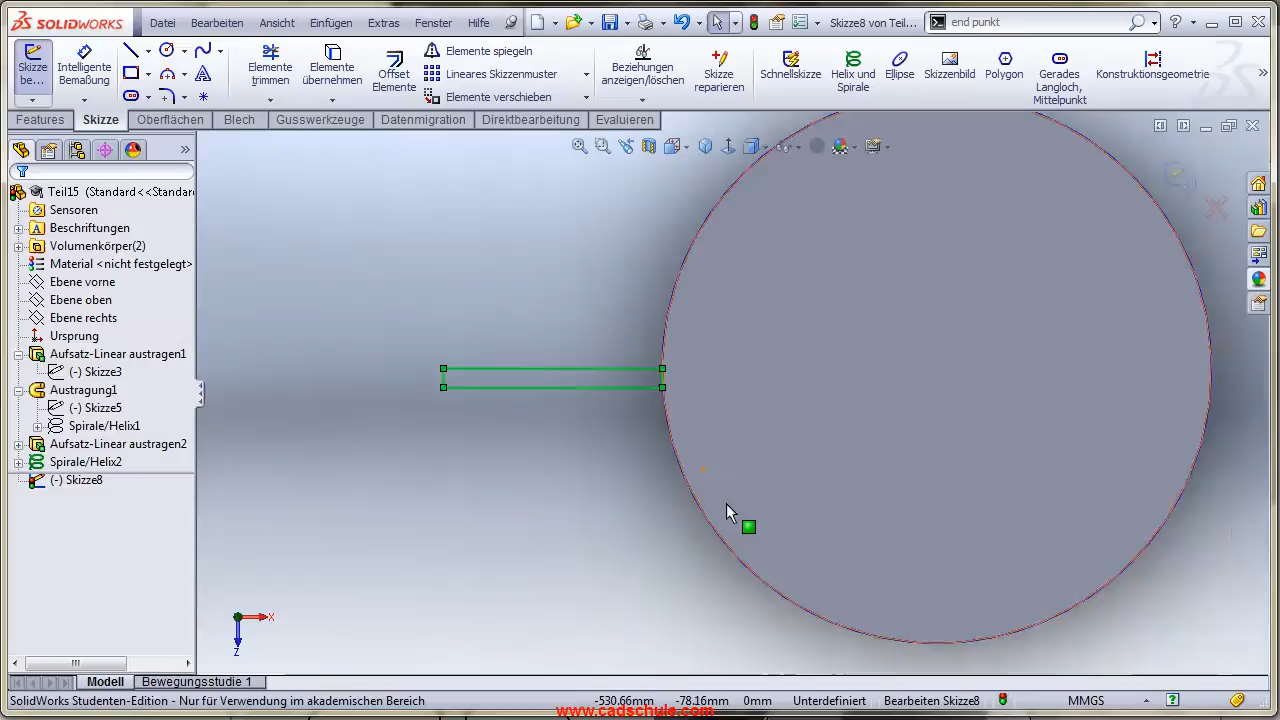 SOLIDWORKS Datei Bearbeiten Ansicht Einfügen Extras Fenster Hilfe Skizze8 von Teil... end punkt
Skizze be... Intelligente Bemaßung Elemente trimmen Elemente übernehmen Offset Elemente
Elemente spiegeln
Lineares Skizzenmuster
Elemente verschieben
Beziehungen anzeigen/löschen Skizze reparieren Schnellskizze Helix und Spirale Ellipse Skizzenbild Polygon Gerades Langloch, Mittelpunkt Konstruktionsgeometrie
Features Skizze Oberflächen Blech Gusswerkzeuge Datenmigration Direktbearbeitung Evaluieren
Teil15 (Standard<<Standar
Sensoren
Beschriftungen
Volumenkörper(2)
Material <nicht festgelegt>
Ebene vorne
Ebene oben
Ebene rechts
Ursprung
Aufsatz-Linear austragen1
(-) Skizze3
Austragung1
(-) Skizze5
Spirale/Helix1
Aufsatz-Linear austragen2
Spirale/Helix2
(-) Skizze8
X
Z
Modell Bewegungsstudie 1
SolidWorks Studenten-Edition - Nur für Verwendung im akademischen Bereich -530.66mm -78.16mm 0mm Unterdefiniert Bearbeiten Skizze8 MMGS
www.cadschule.com